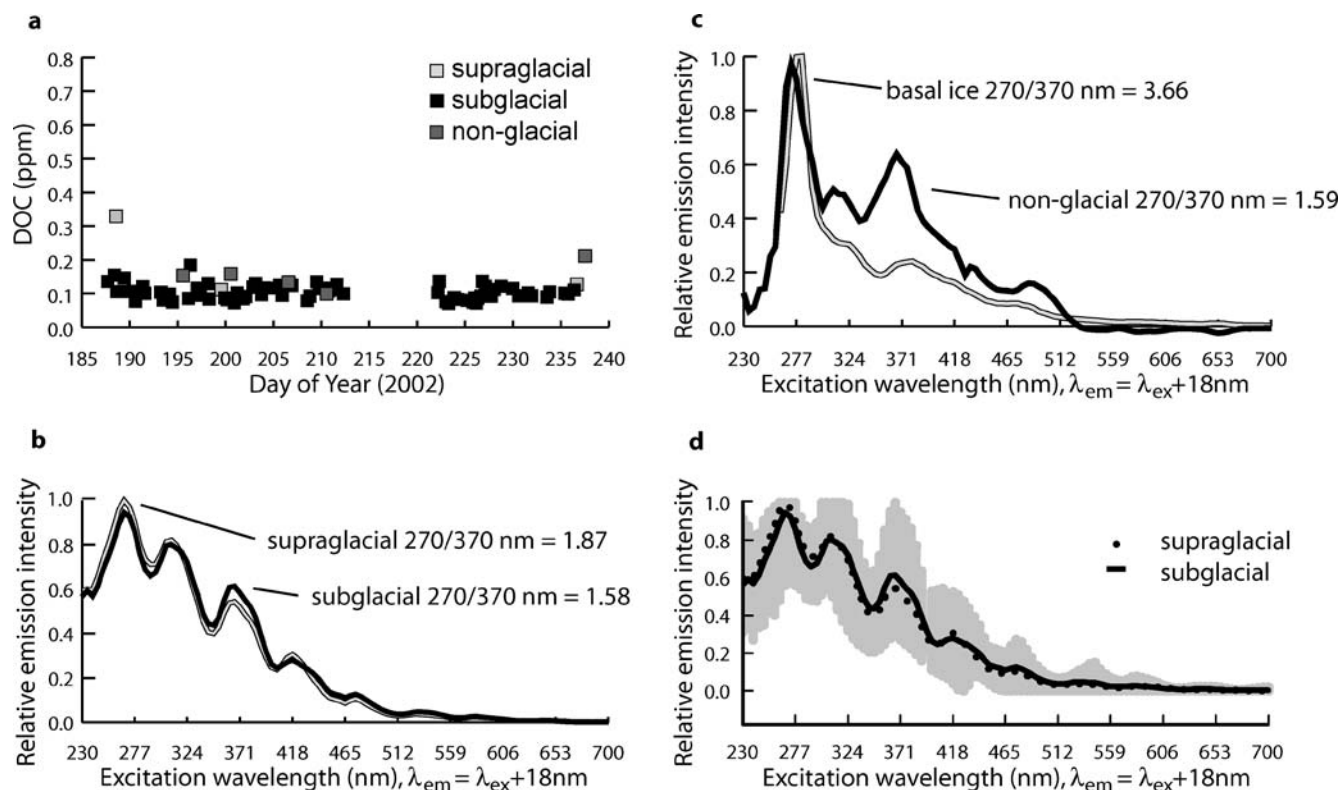 a
0.8
0.7
0.6
0.5
0.4
0.3
0.2
0.1
0.0
DOC (ppm)
supraglacial
subglacial
non-glacial
185 190 195 200 205 210 215 220 225 230 235 240
Day of Year (2002)
c
1.0
0.8
0.6
0.4
0.2
0.0
Relative emission intensity
basal ice 270/370 nm = 3.66
non-glacial 270/370 nm = 1.59
230 277 324 371 418 465 512 559 606 653 700
Excitation wavelength (nm), λem = λex+18nm
b
1.0
0.8
0.6
0.4
0.2
0.0
Relative emission intensity
supraglacial 270/370 nm = 1.87
subglacial 270/370 nm = 1.58
230 277 324 371 418 465 512 559 606 653 700
Excitation wavelength (nm), λem = λex+18nm
d
1.0
0.8
0.6
0.4
0.2
0.0
Relative emission intensity
supraglacial
subglacial
230 277 324 371 418 465 512 559 606 653 700
Excitation wavelength (nm), λem = λex+18nm